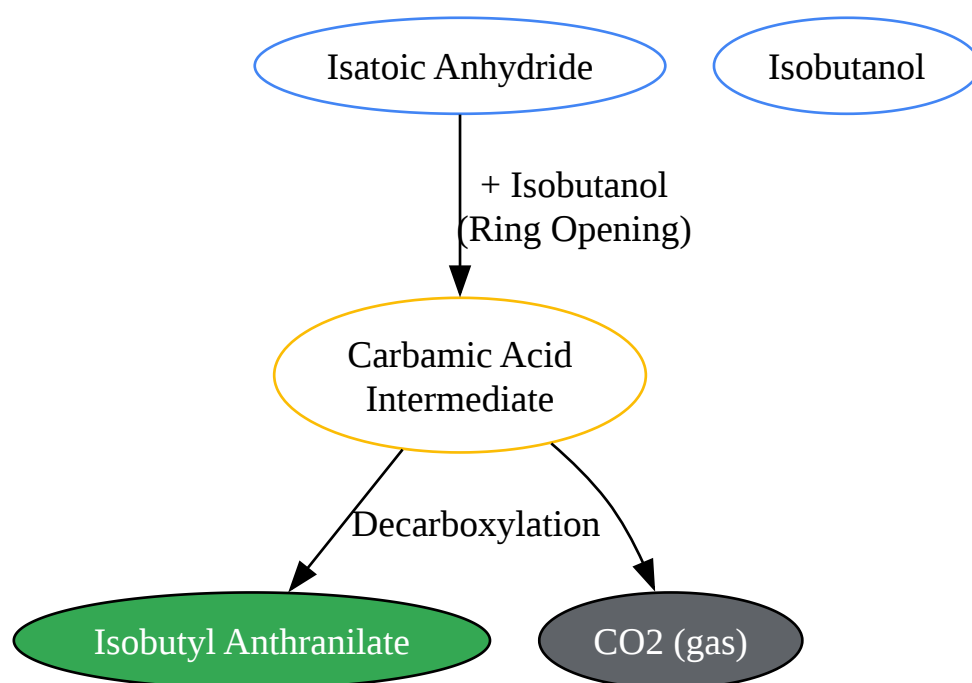 Isatoic Anhydride
Isobutanol
+ Isobutanol
(Ring Opening)
Carbamic Acid
Intermediate
Decarboxylation
Isobutyl Anthranilate
CO2 (gas)